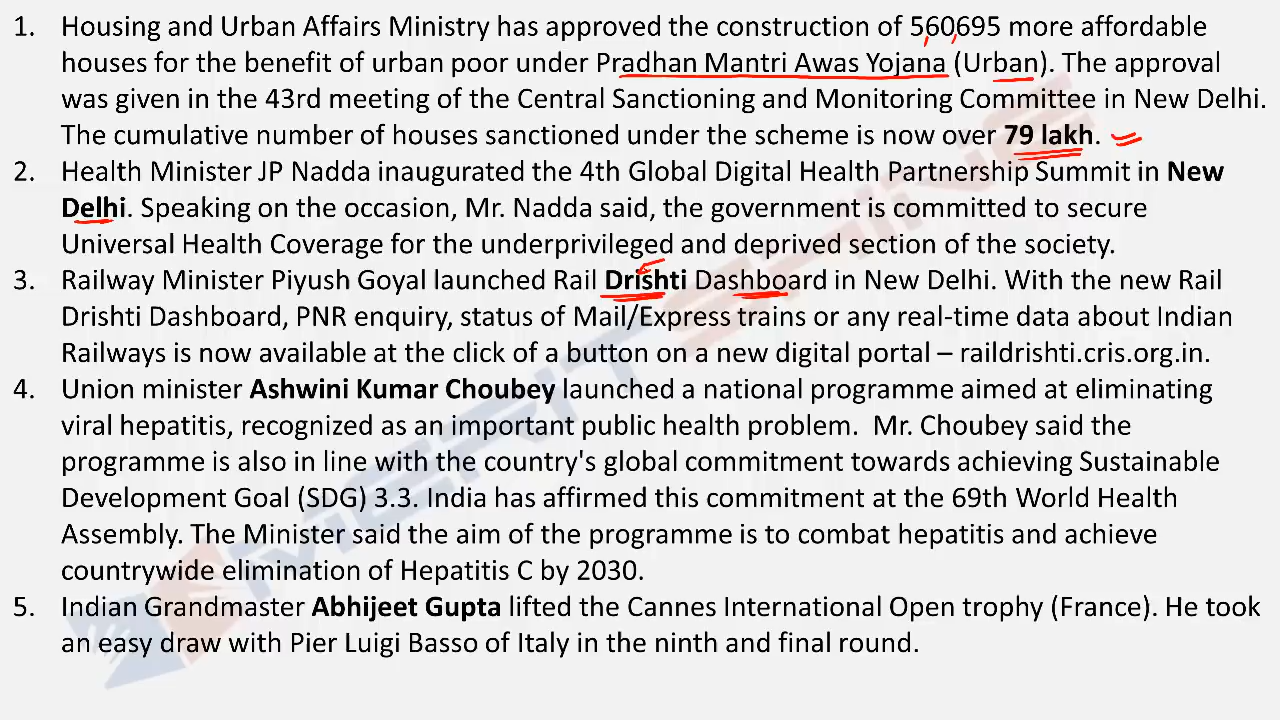 1. Housing and Urban Affairs Ministry has approved the construction of 560695 more affordable
houses for the benefit of urban poor under Pradhan Mantri Awas Yojana (Urban). The approval
was given in the 43rd meeting of the Central Sanctioning and Monitoring Committee in New Delhi.
The cumulative number of houses sanctioned under the scheme is now over 79 lakh.
2. Health Minister JP Nadda inaugurated the 4th Global Digital Health Partnership Summit in New
Delhi. Speaking on the occasion, Mr. Nadda said, the government is committed to secure
Universal Health Coverage for the underprivileged and deprived section of the society.
3. Railway Minister Piyush Goyal launched Rail Drishti Dashboard in New Delhi. With the new Rail
Drishti Dashboard, PNR enquiry, status of Mail/Express trains or any real-time data about Indian
Railways is now available at the click of a button on a new digital portal – raildrishti.cris.org.in.
4. Union minister Ashwini Kumar Choubey launched a national programme aimed at eliminating
viral hepatitis, recognized as an important public health problem.  Mr. Choubey said the
programme is also in line with the country's global commitment towards achieving Sustainable
Development Goal (SDG) 3.3. India has affirmed this commitment at the 69th World Health
Assembly. The Minister said the aim of the programme is to combat hepatitis and achieve
countrywide elimination of Hepatitis C by 2030.
5. Indian Grandmaster Abhijeet Gupta lifted the Cannes International Open trophy (France). He took
an easy draw with Pier Luigi Basso of Italy in the ninth and final round.